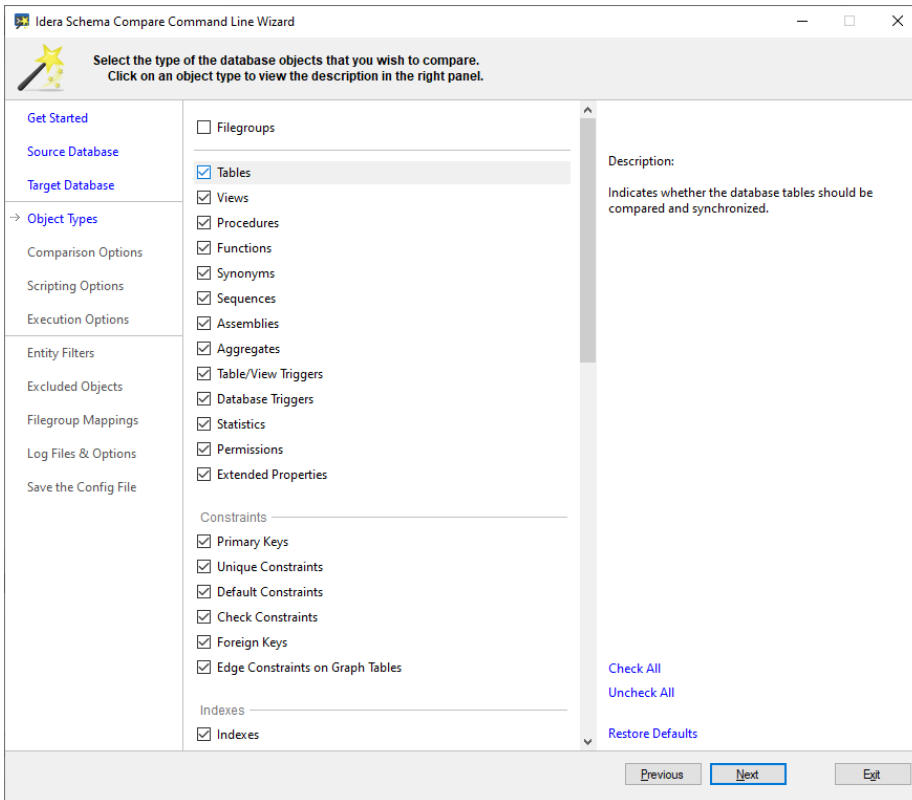 Idera Schema Compare Command Line Wizard
Select the type of the database objects that you wish to compare.
Click on an object type to view the description in the right panel.
Get Started
Source Database
Target Database
Object Types
Comparison Options
Scripting Options
Execution Options
Entity Filters
Excluded Objects
Filegroup Mappings
Log Files & Options
Save the Config File
Filegroups
Tables
Views
Procedures
Functions
Synonyms
Sequences
Assemblies
Aggregates
Table/View Triggers
Database Triggers
Statistics
Permissions
Extended Properties
Constraints
Primary Keys
Unique Constraints
Default Constraints
Check Constraints
Foreign Keys
Edge Constraints on Graph Tables
Indexes
Indexes
Description:
Indicates whether the database tables should be
compared and synchronized.
Check All
Uncheck All
Restore Defaults
Previous
Next
Exit